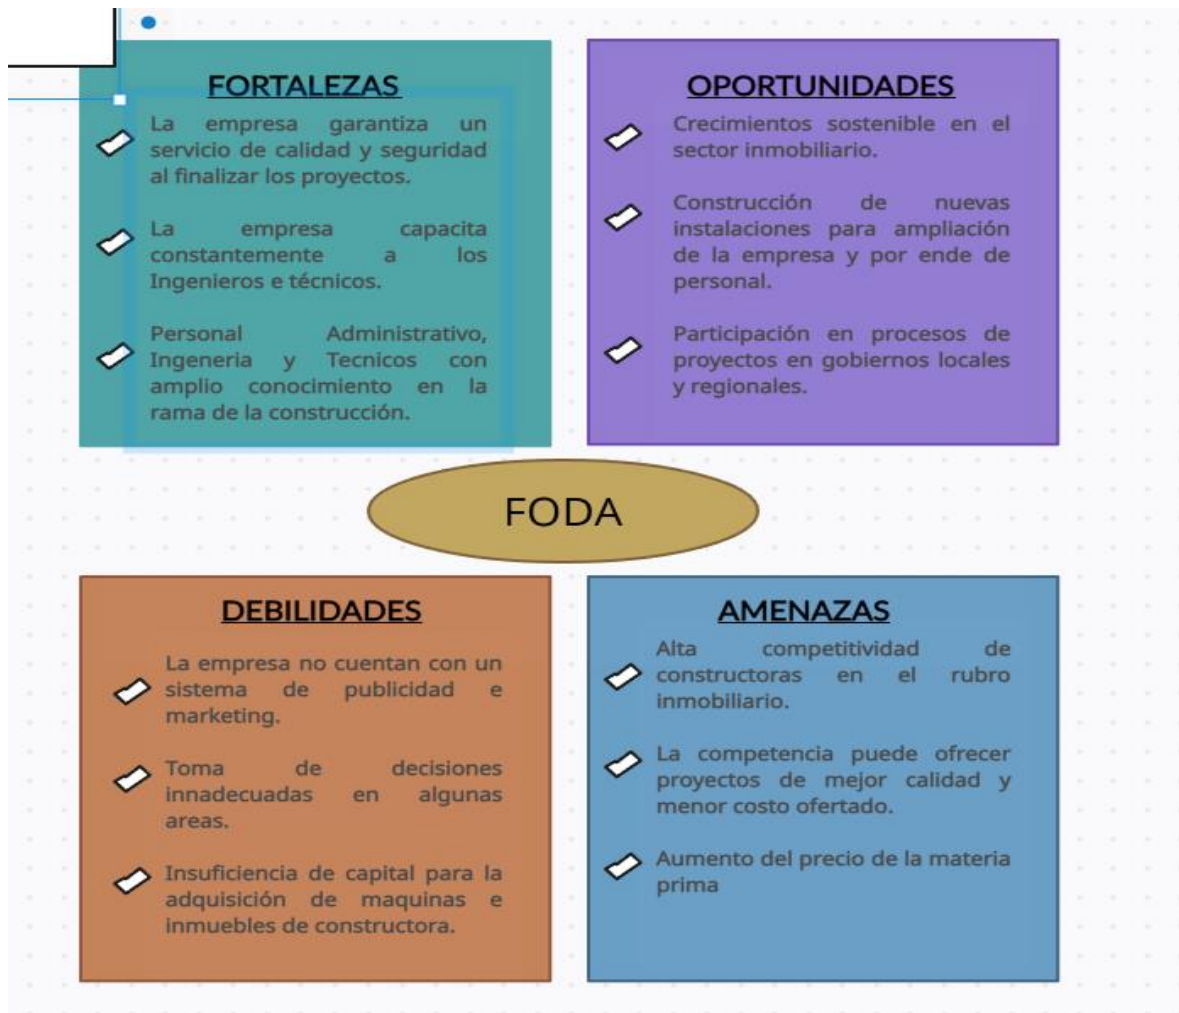 FORTALEZAS
La empresa garantiza un
servicio de calidad y seguridad
al finalizar los proyectos.
La empresa capacita
constantemente a los
Ingenieros e técnicos.
Personal Administrativo,
Ingeneria y Tecnicos con
amplio conocimiento en la
rama de la construcción.
OPORTUNIDADES
Crecimientos sostenible en el
sector inmobiliario.
Construcción de nuevas
instalaciones para ampliación
de la empresa y por ende de
personal.
Participación en procesos de
proyectos en gobiernos locales
y regionales.
FODA
DEBILIDADES
La empresa no cuentan con un
sistema de publicidad e
marketing.
Toma de decisiones
innadecuadas en algunas
areas.
Insuficiencia de capital para la
adquisición de maquinas e
inmuebles de constructora.
AMENAZAS
Alta competitividad de
constructoras en el rubro
inmobiliario.
La competencia puede ofrecer
proyectos de mejor calidad y
menor costo ofertado.
Aumento del precio de la materia
prima